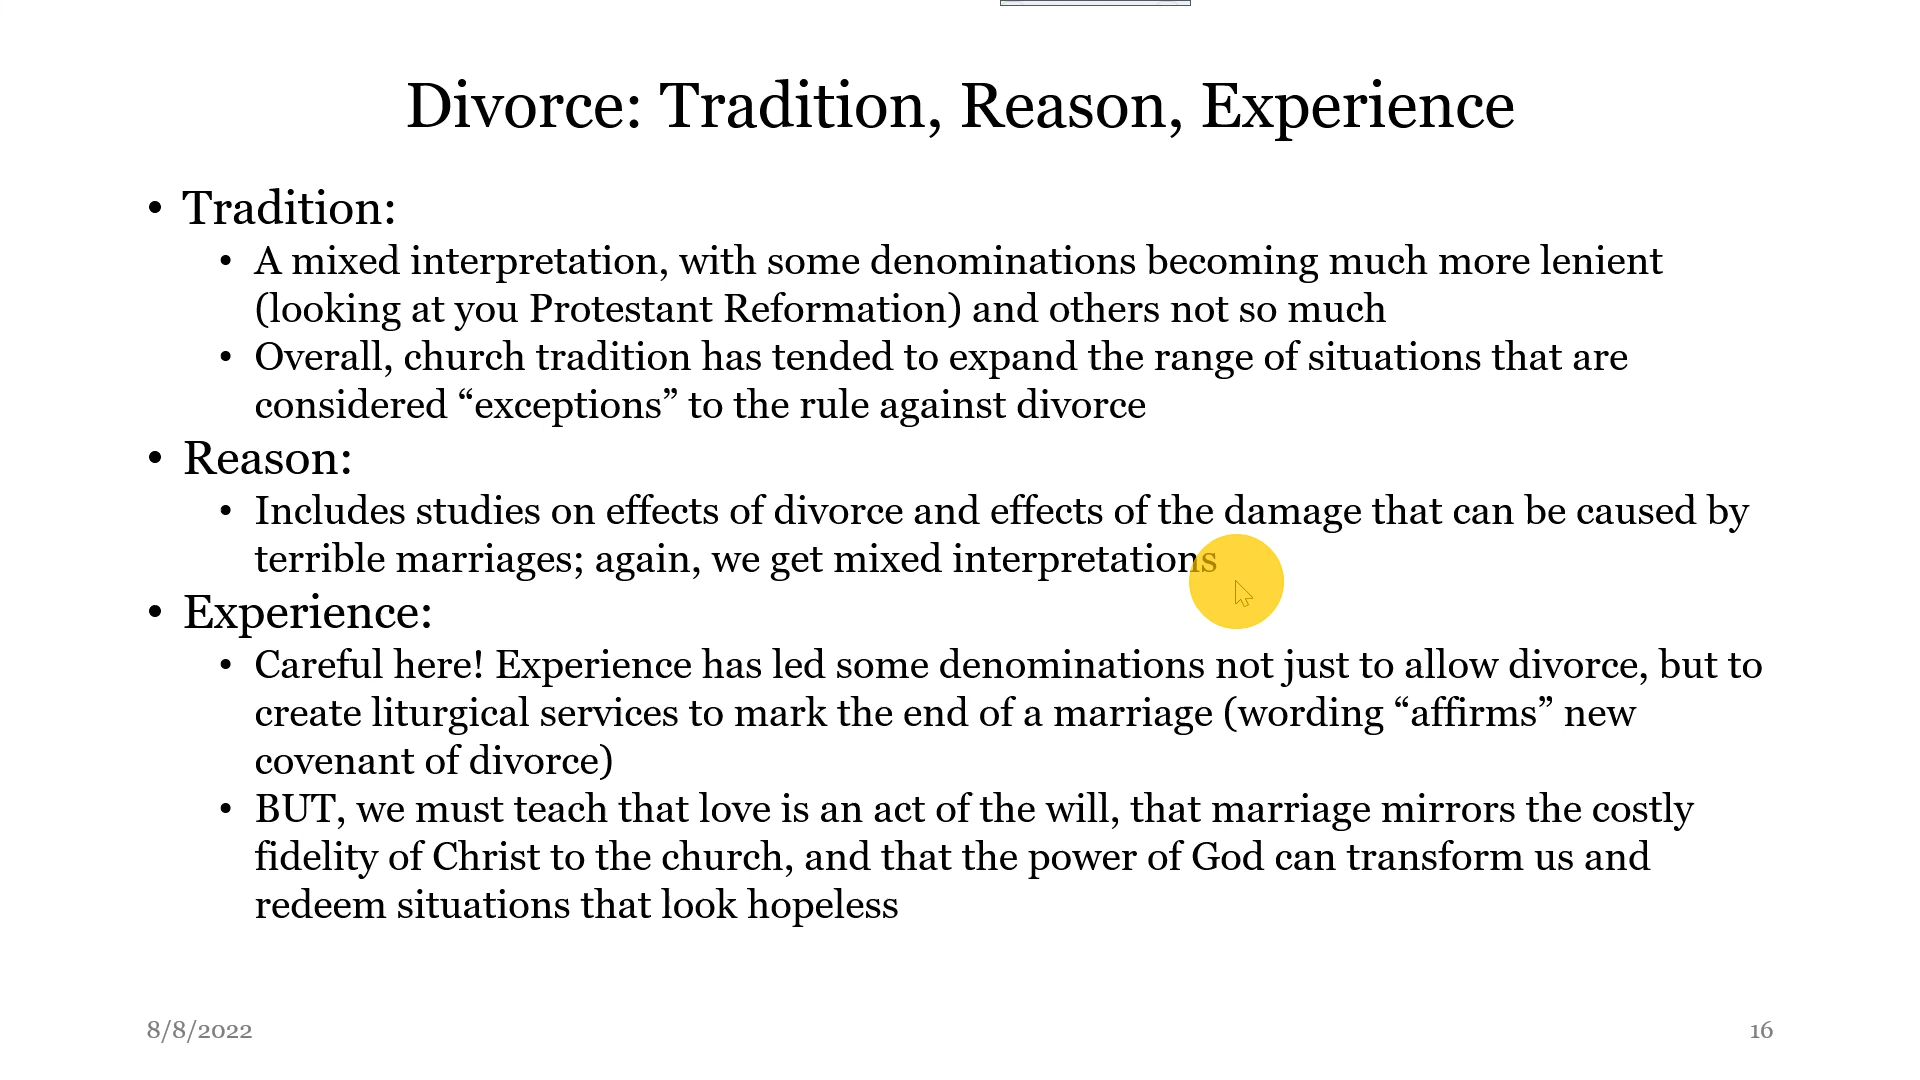 Divorce: Tradition, Reason, Experience
• Tradition:
• A mixed interpretation, with some denominations becoming much more lenient
(looking at you Protestant Reformation) and others not so much
• Overall, church tradition has tended to expand the range of situations that are
considered “exceptions” to the rule against divorce
• Reason:
• Includes studies on effects of divorce and effects of the damage that can be caused by
terrible marriages; again, we get mixed interpretations
• Experience:
• Careful here! Experience has led some denominations not just to allow divorce, but to
create liturgical services to mark the end of a marriage (wording “affirms” new
covenant of divorce)
• BUT, we must teach that love is an act of the will, that marriage mirrors the costly
fidelity of Christ to the church, and that the power of God can transform us and
redeem situations that look hopeless
8/8/2022
16